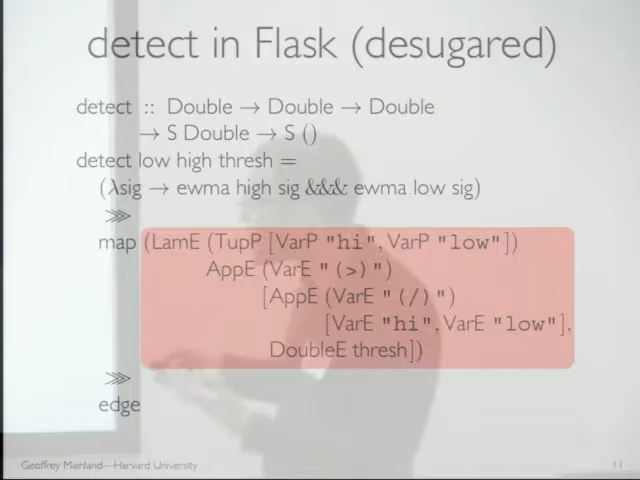 detect in Flask (desugared)
detect :: Double → Double → Double
→ S Double → S ()
detect low high thresh =
(λsig → ewma high sig &&& ewma low sig)
⋙
map (LamE (TupP [VarP "hi", VarP "low"])
AppE (VarE "(>)")
[AppE (VarE "(/)")
[VarE "hi", VarE "low"],
DoubleE thresh])
⋙
edge
Geoffrey Mainland—Harvard University
11